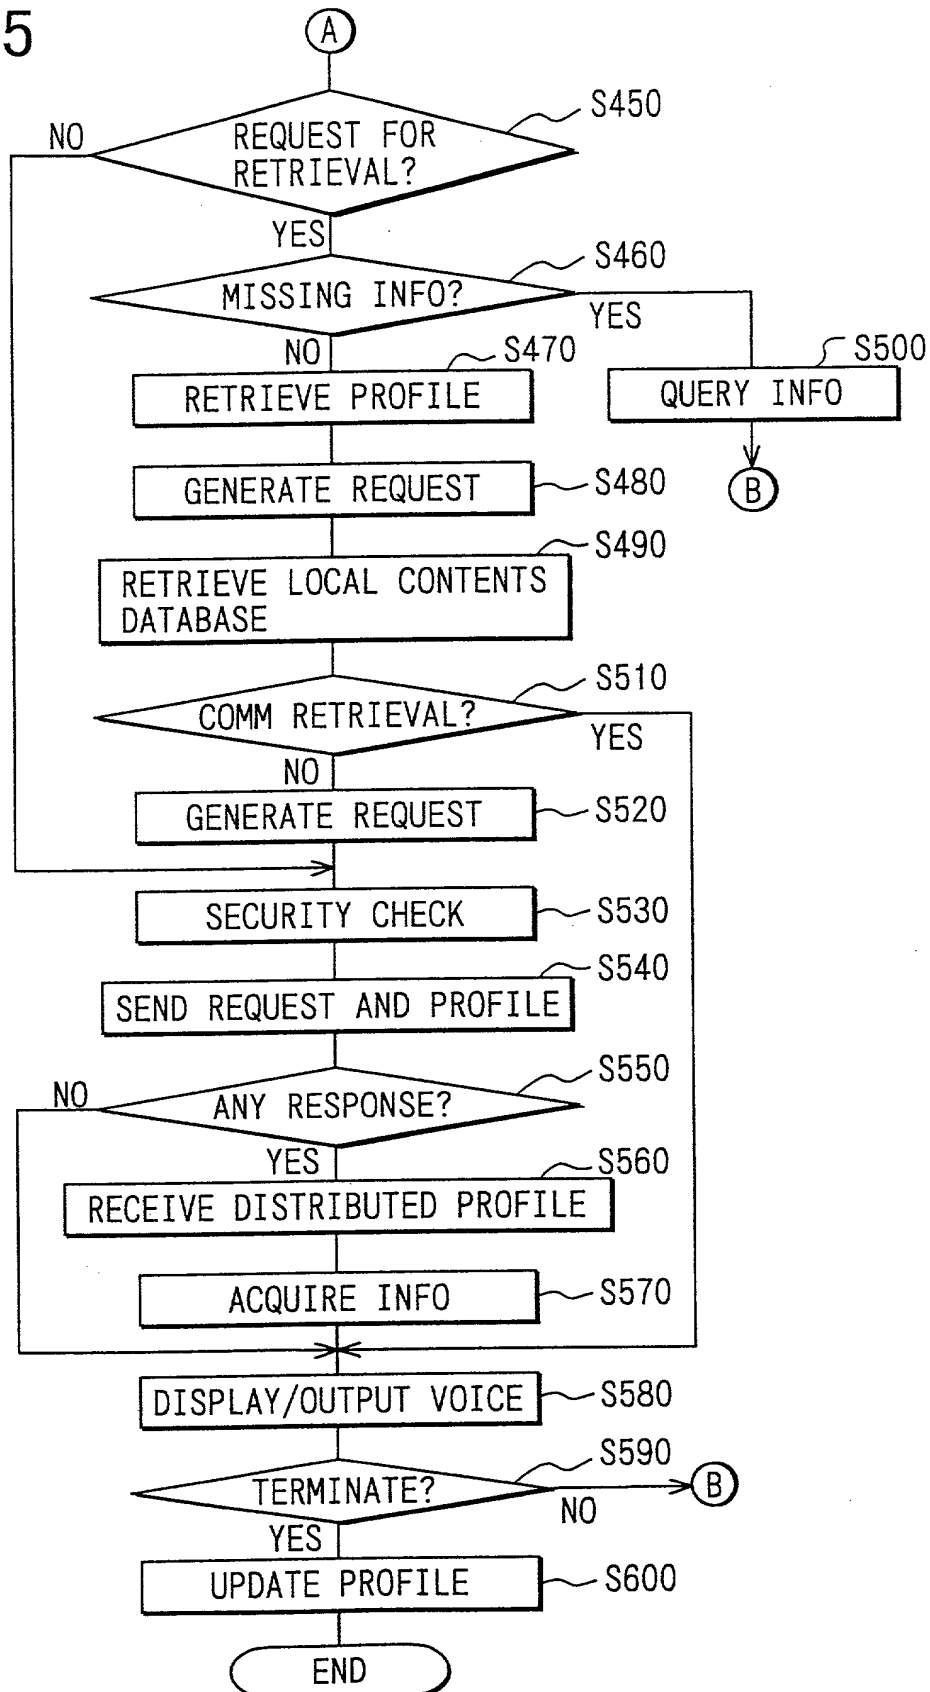 5
A
S450
NO
REQUEST FOR
RETRIEVAL?
YES
S460
MISSING INFO?
YES
NO
S470
S500
RETRIEVE PROFILE
QUERY INFO
GENERATE REQUEST
S480
B
S490
RETRIEVE LOCAL CONTENTS
DATABASE
S510
COMM RETRIEVAL?
YES
NO
GENERATE REQUEST
S520
SECURITY CHECK
S530
S540
SEND REQUEST AND PROFILE
S550
NO
ANY RESPONSE?
YES
S560
RECEIVE DISTRIBUTED PROFILE
ACQUIRE INFO
S570
DISPLAY/OUTPUT VOICE
S580
S590
TERMINATE?
B
NO
YES
UPDATE PROFILE
S600
END